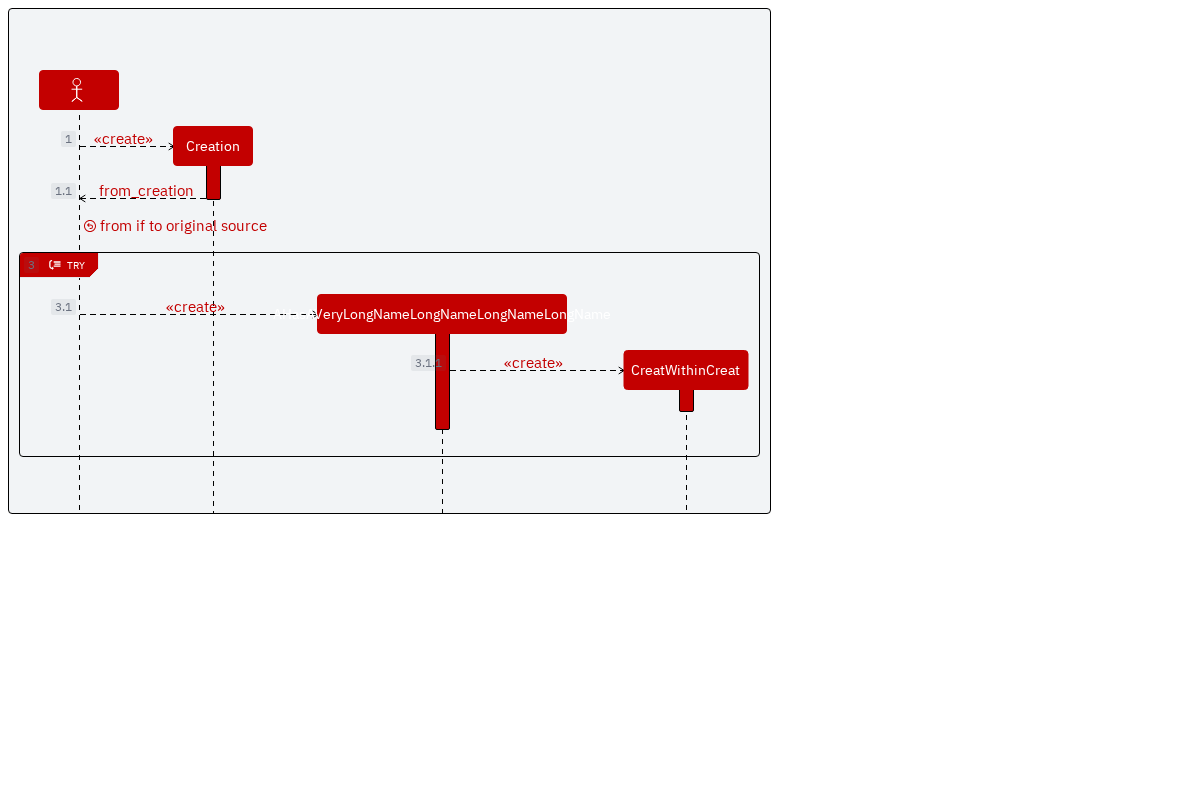 1 «create» Creation
1.1 from_creation
from if to original source
3 TRY
3.1 «create» VeryLongNameLongNameLongNameLongName
3.1.1 «create» CreatWithinCreat